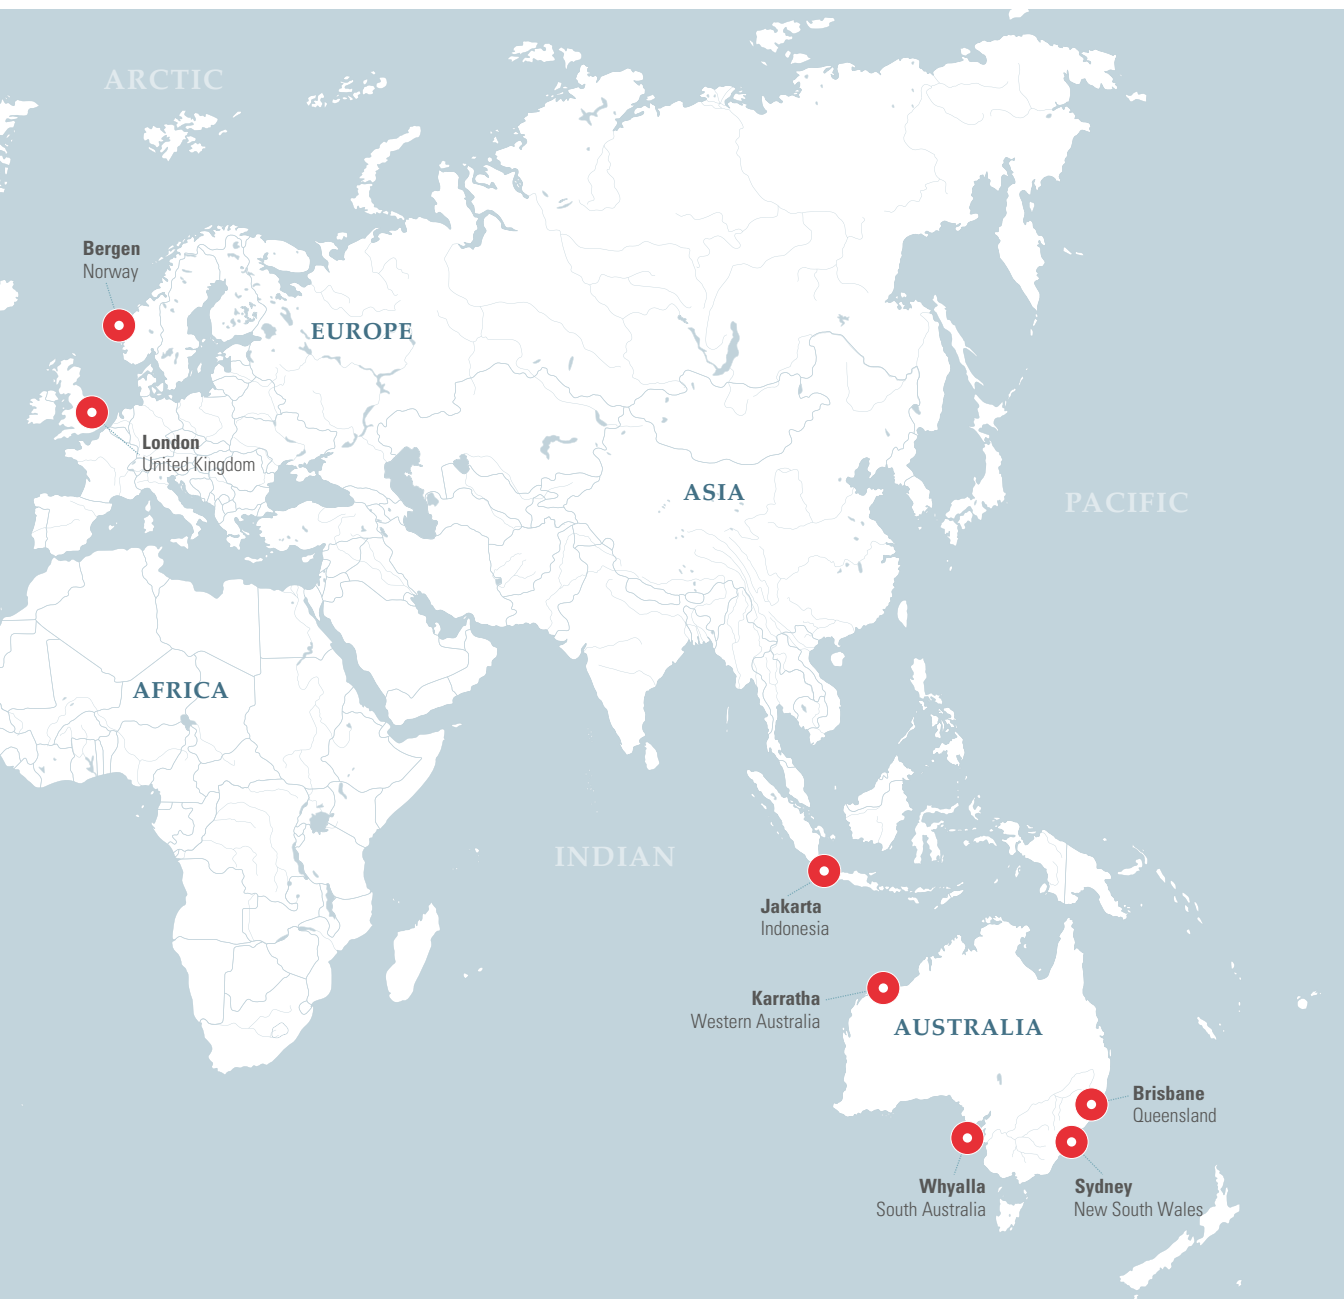 ARCTIC
Bergen
Norway
EUROPE
London
United Kingdom
ASIA
PACIFIC
AFRICA
INDIAN
Jakarta
Indonesia
Karratha
Western Australia
AUSTRALIA
Brisbane
Queensland
Whyalla
South Australia
Sydney
New South Wales